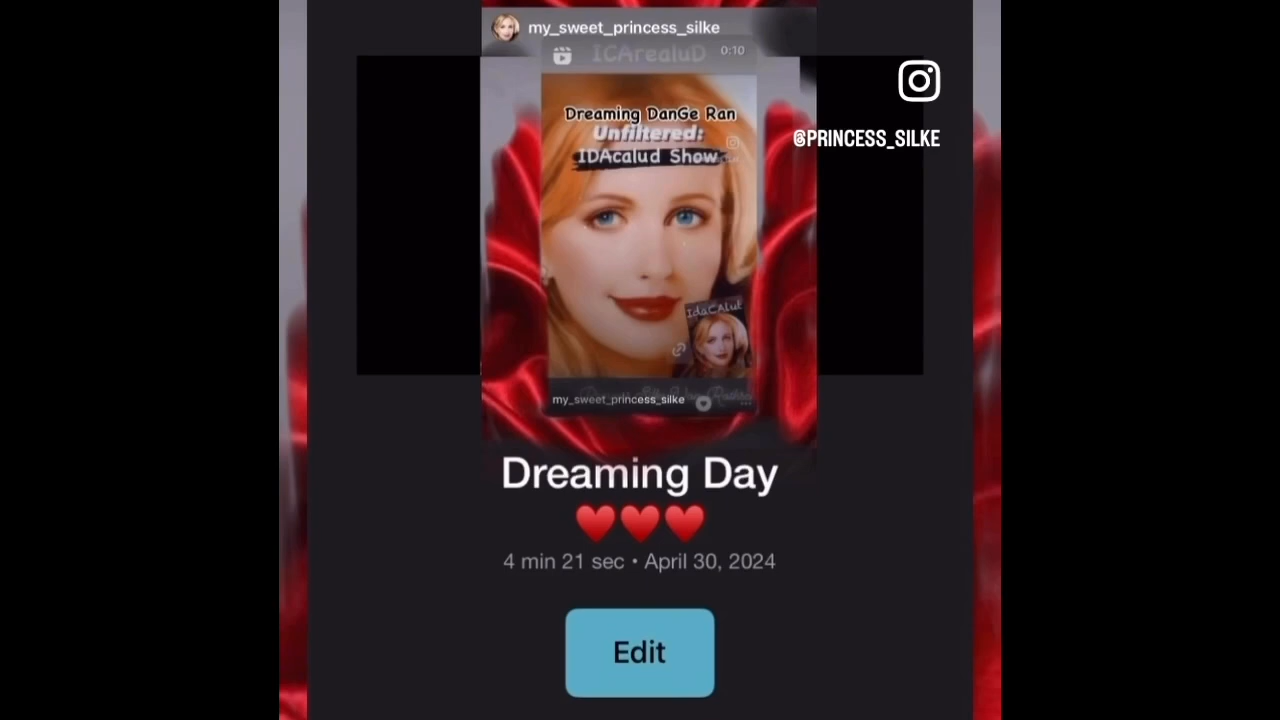 my_sweet_princess_silke
ICArealuD
0:10
@PRINCESS_SILKE
Dreaming DanGe Ran
Unfiltered:
IDAcalud Show
IdaCAlut
my_sweet_princess_silke
Dreaming Day
♥️♥️♥️
4 min 21 sec • April 30, 2024
Edit